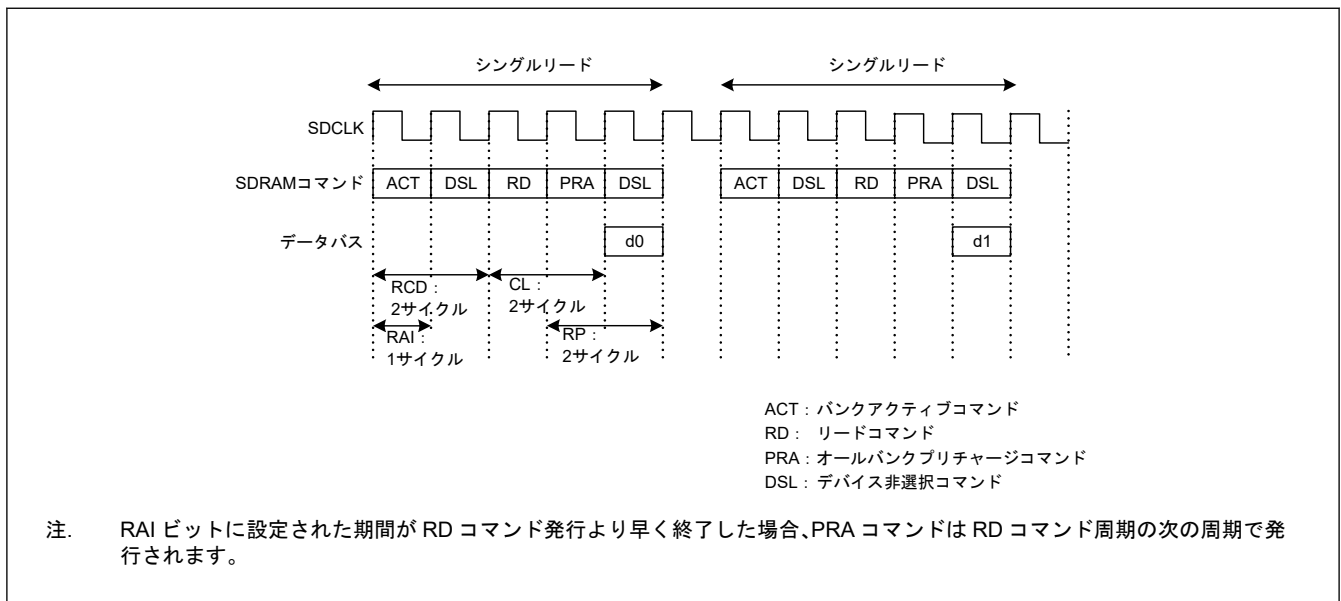 シングルリード シングルリード
SDCLK
SDRAMコマンド ACT DSL RD PRA DSL ACT DSL RD PRA DSL
データバス d0 d1
RCD: CL:
2サイクル 2サイクル
RAI: RP:
1サイクル 2サイクル
ACT:バンクアクティブコマンド
RD: リードコマンド
PRA:オールバンクプリチャージコマンド
DSL:デバイス非選択コマンド
注. RAI ビットに設定された期間が RD コマンド発行より早く終了した場合、PRA コマンドは RD コマンド周期の次の周期で発
行されます。